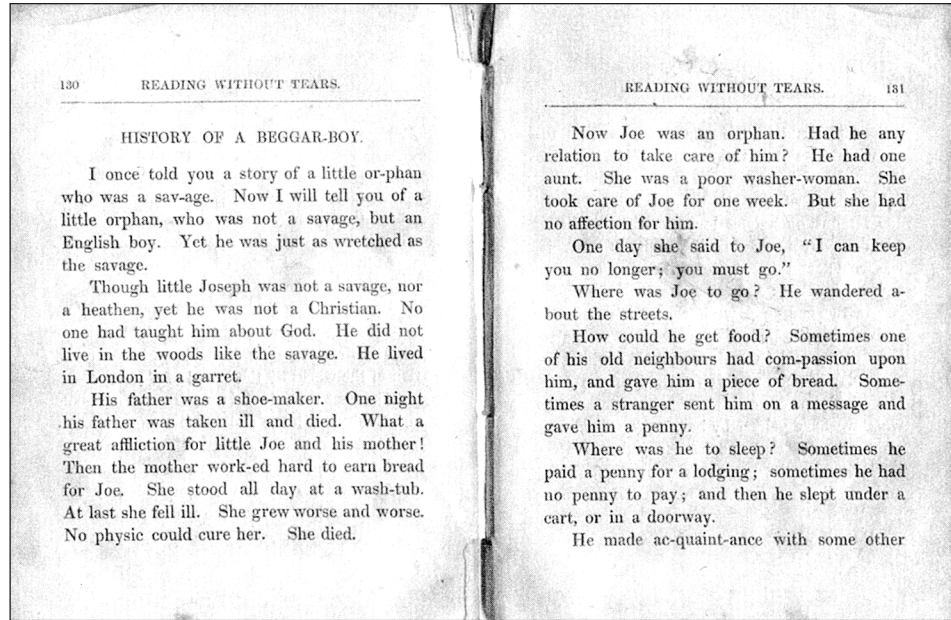 130 READING WITHOUT TEARS.
HISTORY OF A BEGGAR-BOY.
I once told you a story of a little or-phan
who was a sav-age. Now I will tell you of a
little orphan, who was not a savage, but an
English boy. Yet he was just as wretched as
the savage.
Though little Joseph was not a savage, nor
a heathen, yet he was not a Christian. No
one had taught him about God. He did not
live in the woods like the savage. He lived
in London in a garret.
His father was a shoe-maker. One night
his father was taken ill and died. What a
great affliction for little Joe and his mother!
Then the mother work-ed hard to earn bread
for Joe. She stood all day at a wash-tub.
At last she fell ill. She grew worse and worse.
No physic could cure her. She died.
READING WITHOUT TEARS. 131
Now Joe was an orphan. Had he any
relation to take care of him? He had one
aunt. She was a poor washer-woman. She
took care of Joe for one week. But she had
no affection for him.
One day she said to Joe, "I can keep
you no longer; you must go."
Where was Joe to go? He wandered a-
bout the streets.
How could he get food? Sometimes one
of his old neighbours had com-passion upon
him, and gave him a piece of bread. Some-
times a stranger sent him on a message and
gave him a penny.
Where was he to sleep? Sometimes he
paid a penny for a lodging; sometimes he had
no penny to pay; and then he slept under a
cart, or in a doorway.
He made ac-quaint-ance with some other